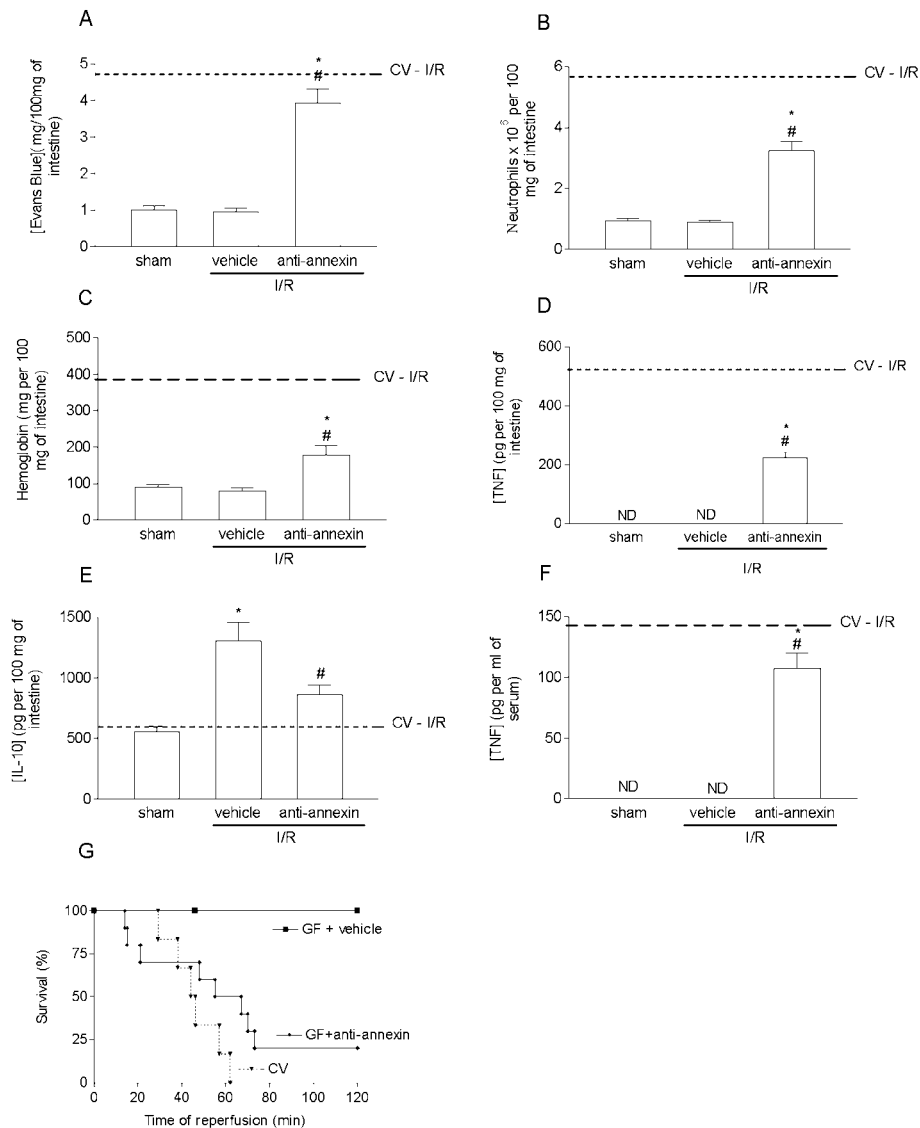 A
[Evans Blue](mg/100mg of
intestine)
5
4
3
2
1
0
*
#
CV - I/R
sham
vehicle
anti-annexin
I/R
B
Neutrophils x 10⁶ per 100
mg of intestine
6
4
2
0
*
#
CV - I/R
sham
vehicle
anti-annexin
I/R
C
Hemoglobin (mg per 100
mg of intestine)
500
400
300
200
100
0
*
#
CV - I/R
sham
vehicle
anti-annexin
I/R
D
[TNF] (pg per 100 mg of
intestine)
600
400
200
0
ND
ND
*
#
CV - I/R
sham
vehicle
anti-annexin
I/R
E
[IL-10] (pg per 100 mg of
intestine)
1500
1000
500
0
*
#
CV - I/R
sham
vehicle
anti-annexin
I/R
F
[TNF] (pg per ml of
serum)
150
100
50
0
ND
ND
*
#
CV - I/R
sham
vehicle
anti-annexin
I/R
G
Survival (%)
100
75
50
25
0
GF + vehicle
GF+anti-annexin
CV
0 20 40 60 80 100 120
Time of reperfusion (min)